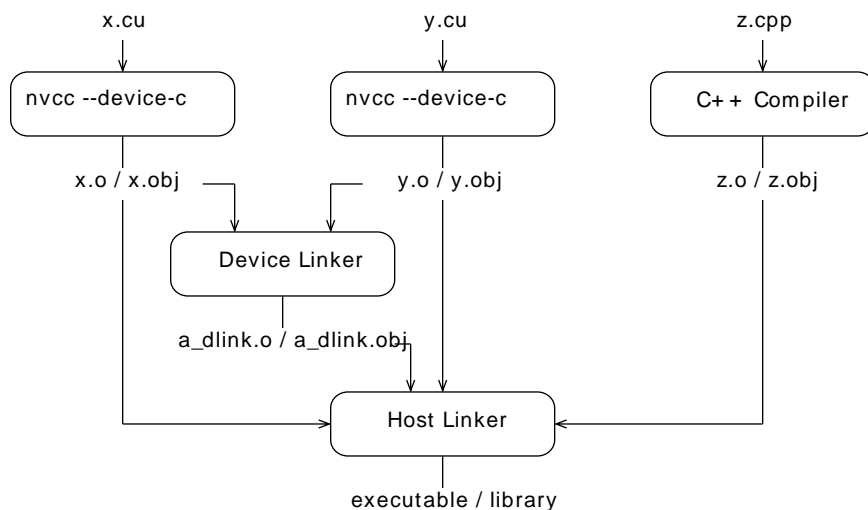 x.cu
y.cu
z.cpp
nvcc --device-c
nvcc --device-c
C++ Compiler
x.o / x.obj
y.o / y.obj
z.o / z.obj
Device Linker
a_dlink.o / a_dlink.obj
Host Linker
executable / library